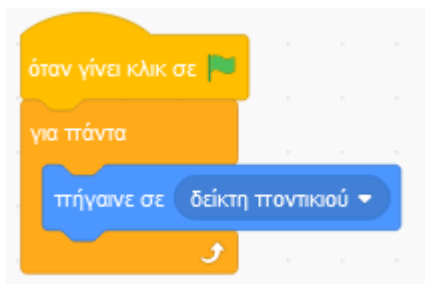 όταν γίνει κλικ σε
για πάντα
πήγαινε σε δείκτη ποντικιού